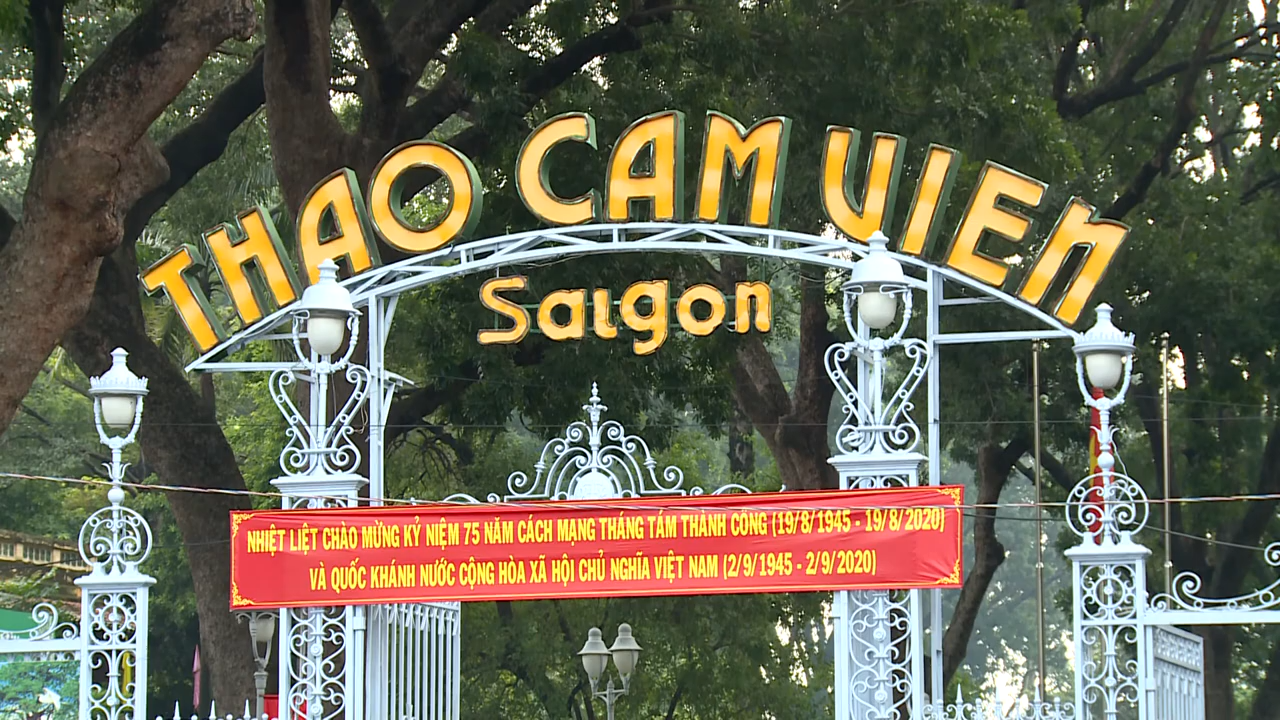 THAO CAM VIEN
Saigon
NHIỆT LIỆT CHÀO MỪNG KỶ NIỆM 75 NĂM CÁCH MẠNG THÁNG TÁM THÀNH CÔNG (19/8/1945 - 19/8/2020)
VÀ QUỐC KHÁNH NƯỚC CỘNG HÒA XÃ HỘI CHỦ NGHĨA VIỆT NAM (2/9/1945 - 2/9/2020)